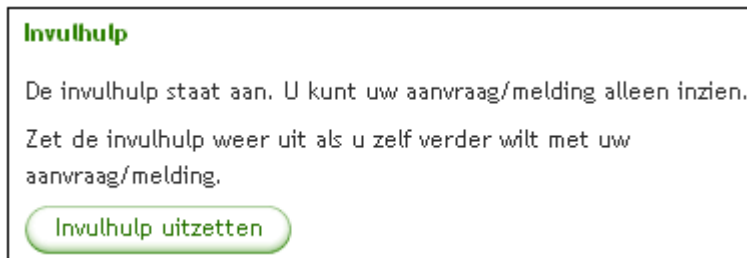 Invulhulp
De invulhulp staat aan. U kunt uw aanvraag/melding alleen inzien.
Zet de invulhulp weer uit als u zelf verder wilt met uw
aanvraag/melding.
Invulhulp uitzetten